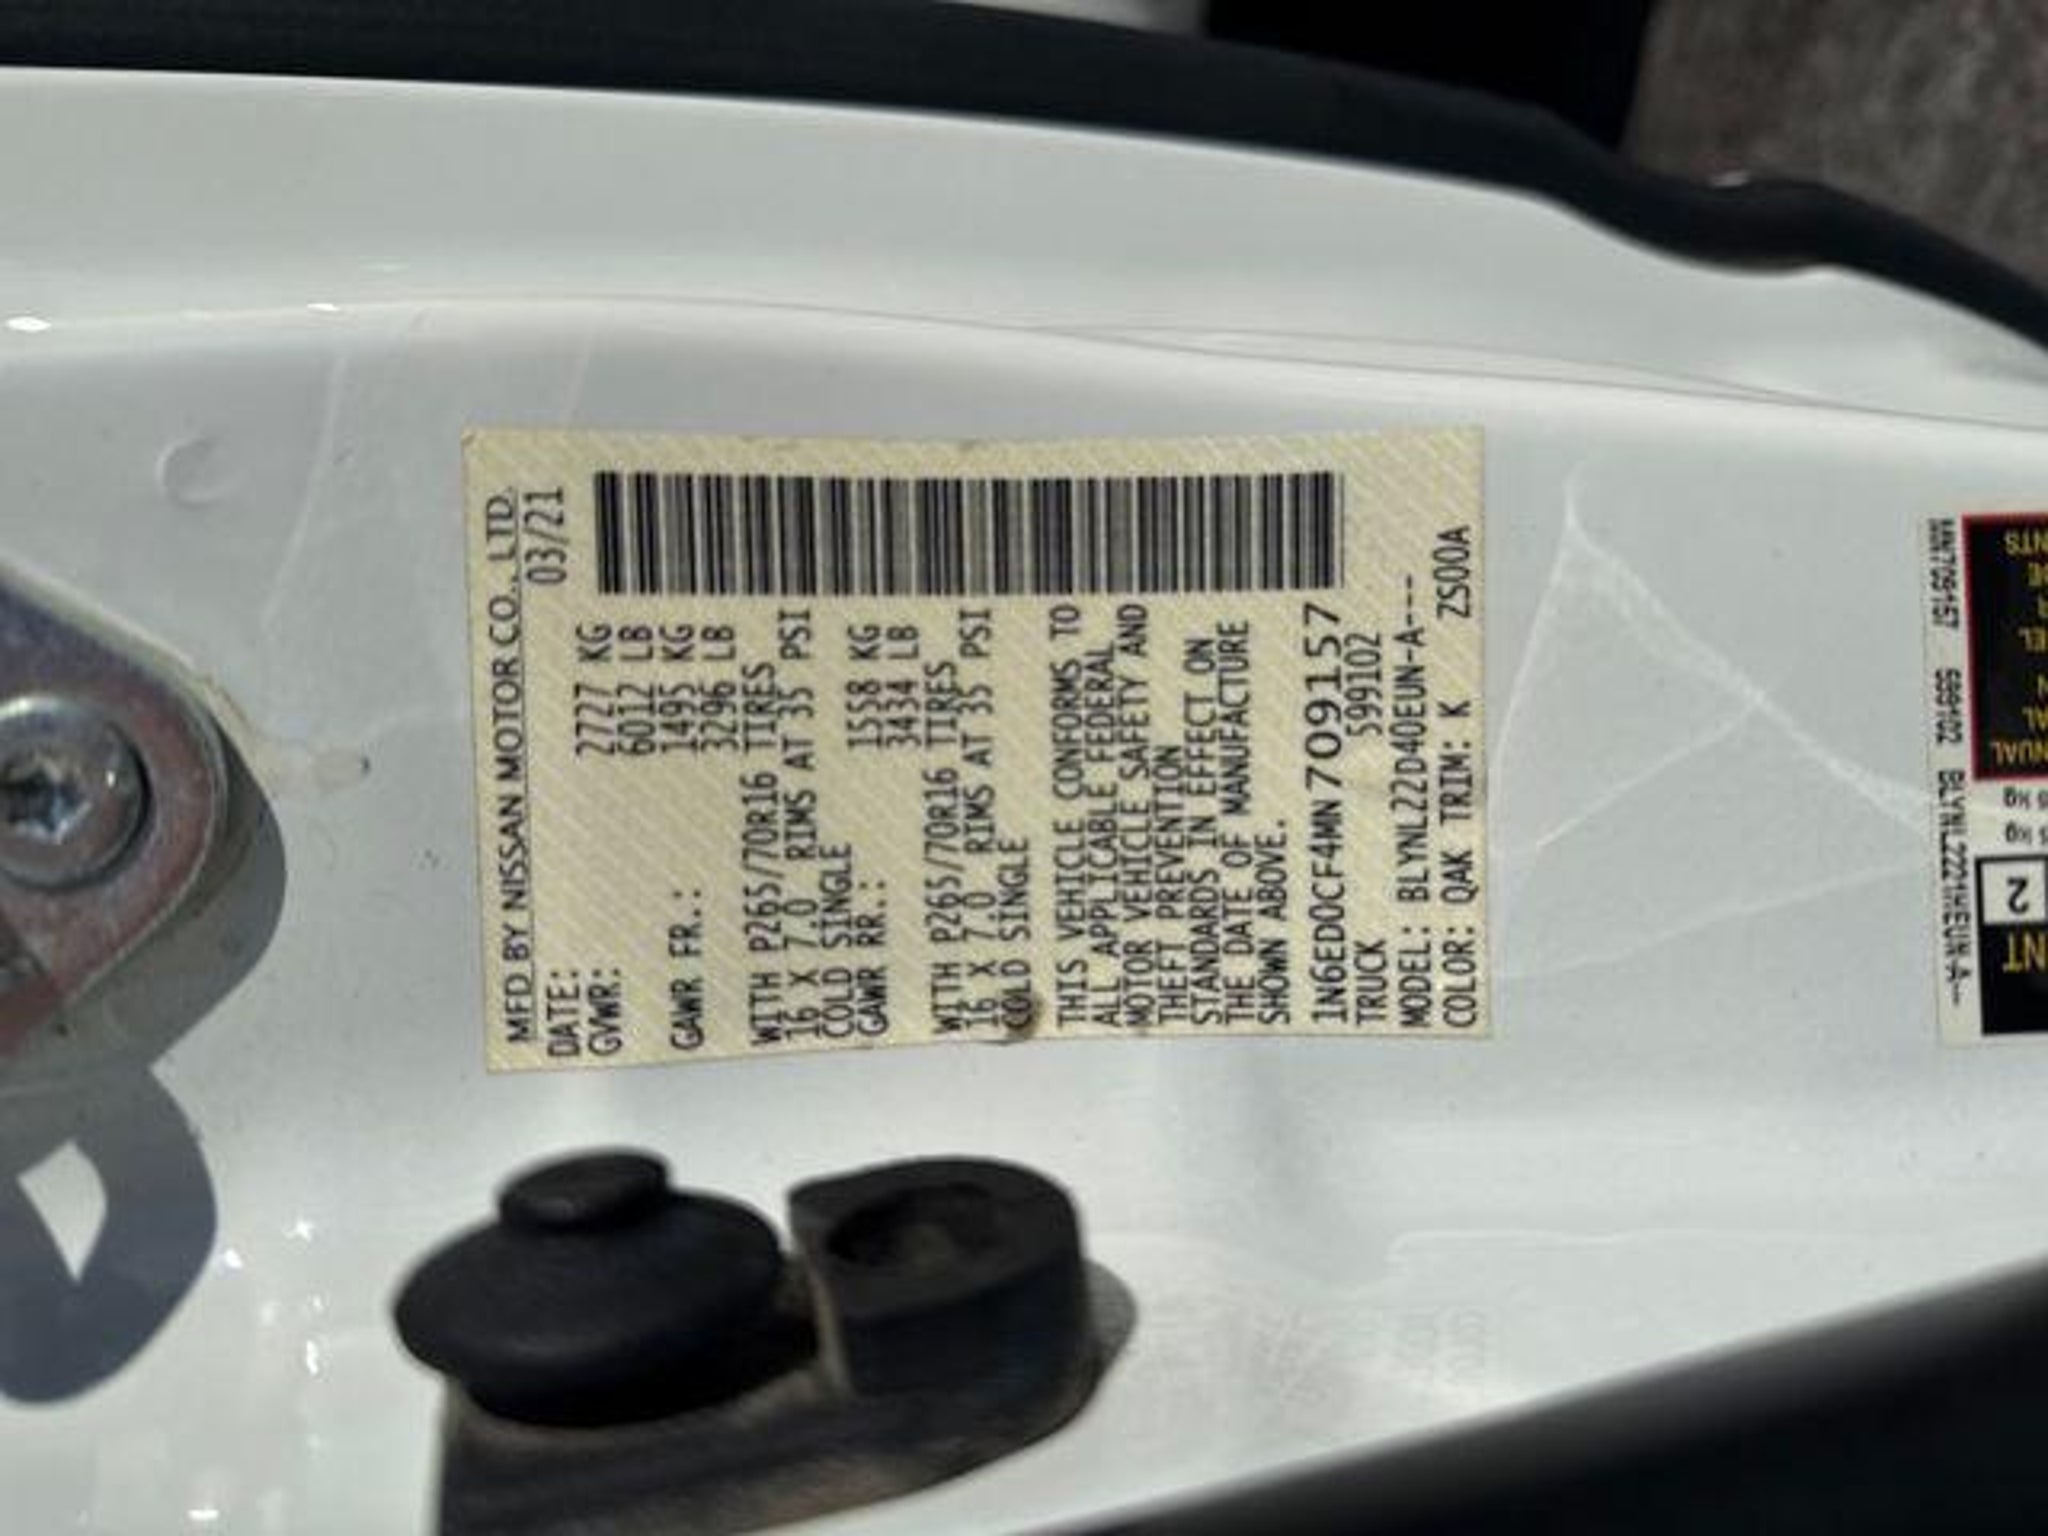 MFD BY NISSAN MOTOR CO., LTD.
DATE: 03/21
GVWR: 2727 KG
6012 LB
GAWR FR.: 1495 KG
3296 LB
WITH P265/70R16 TIRES
16 X 7.0 RIMS AT 35 PSI
COLD SINGLE
GAWR RR.: 1558 KG
3434 LB
WITH P265/70R16 TIRES
16 X 7.0 RIMS AT 35 PSI
COLD SINGLE
THIS VEHICLE CONFORMS TO
ALL APPLICABLE FEDERAL
MOTOR VEHICLE SAFETY AND
THEFT PREVENTION
STANDARDS IN EFFECT ON
THE DATE OF MANUFACTURE
SHOWN ABOVE.
1N6ED0CF4MN709157
TRUCK 599102
MODEL: BLYNL22D40EUN-A---
COLOR: QAK TRIM: K ZS00A
MN709157 599102
2